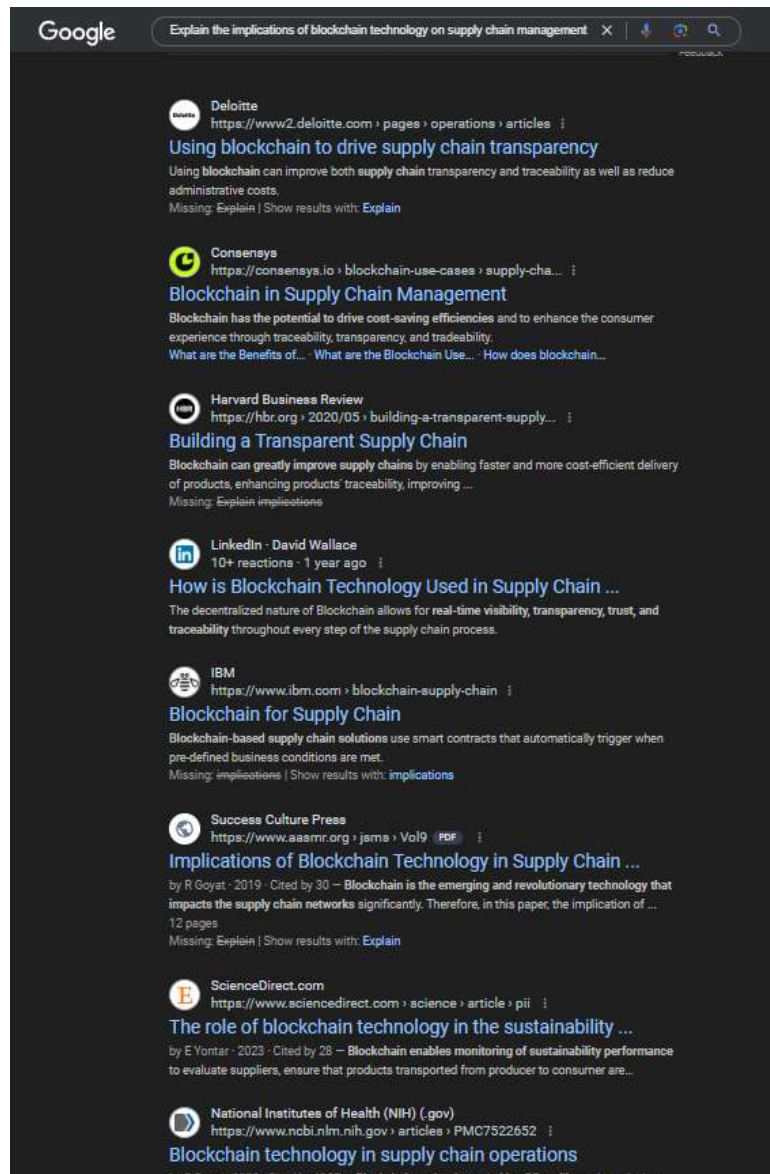 Google
Explain the implications of blockchain technology on supply chain management
Feedback
Deloitte
Deloitte
https://www2.deloitte.com › pages › operations › articles
Using blockchain to drive supply chain transparency
Using blockchain can improve both supply chain transparency and traceability as well as reduce
administrative costs.
Missing: Explain | Show results with: Explain
Consensys
https://consensys.io › blockchain-use-cases › supply-cha...
Blockchain in Supply Chain Management
Blockchain has the potential to drive cost-saving efficiencies and to enhance the consumer
experience through traceability, transparency, and tradeability.
What are the Benefits of... · What are the Blockchain Use... · How does blockchain...
HBR
Harvard Business Review
https://hbr.org › 2020/05 › building-a-transparent-supply...
Building a Transparent Supply Chain
Blockchain can greatly improve supply chains by enabling faster and more cost-efficient delivery
of products, enhancing products' traceability, improving ...
Missing: Explain implications
in
LinkedIn · David Wallace
10+ reactions · 1 year ago
How is Blockchain Technology Used in Supply Chain ...
The decentralized nature of Blockchain allows for real-time visibility, transparency, trust, and
traceability throughout every step of the supply chain process.
IBM
https://www.ibm.com › blockchain-supply-chain
Blockchain for Supply Chain
Blockchain-based supply chain solutions use smart contracts that automatically trigger when
pre-defined business conditions are met.
Missing: implications | Show results with: implications
Success Culture Press
https://www.aasmr.org › jsms › Vol9 PDF
Implications of Blockchain Technology in Supply Chain ...
by R Goyat · 2019 · Cited by 30 — Blockchain is the emerging and revolutionary technology that
impacts the supply chain networks significantly. Therefore, in this paper, the implication of ...
12 pages
Missing: Explain | Show results with: Explain
E
ScienceDirect.com
https://www.sciencedirect.com › science › article › pii
The role of blockchain technology in the sustainability ...
by E Yontar · 2023 · Cited by 28 — Blockchain enables monitoring of sustainability performance
to evaluate suppliers, ensure that products transported from producer to consumer are...
National Institutes of Health (NIH) (.gov)
https://www.ncbi.nlm.nih.gov › articles › PMC7522652
Blockchain technology in supply chain operations